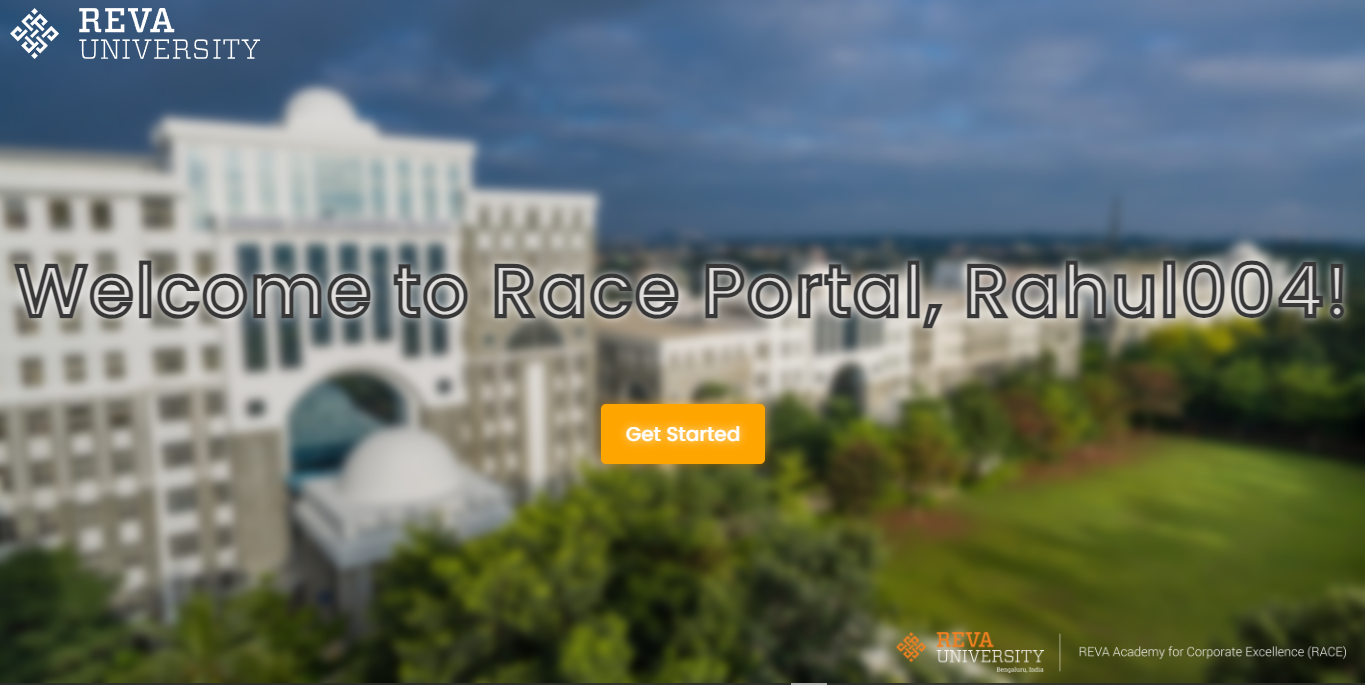 REVA
UNIVERSITY
Welcome to Race Portal, Rahul004!
Get Started
REVA
UNIVERSITY
Bengaluru, India
REVA Academy for Corporate Excellence (RACE)